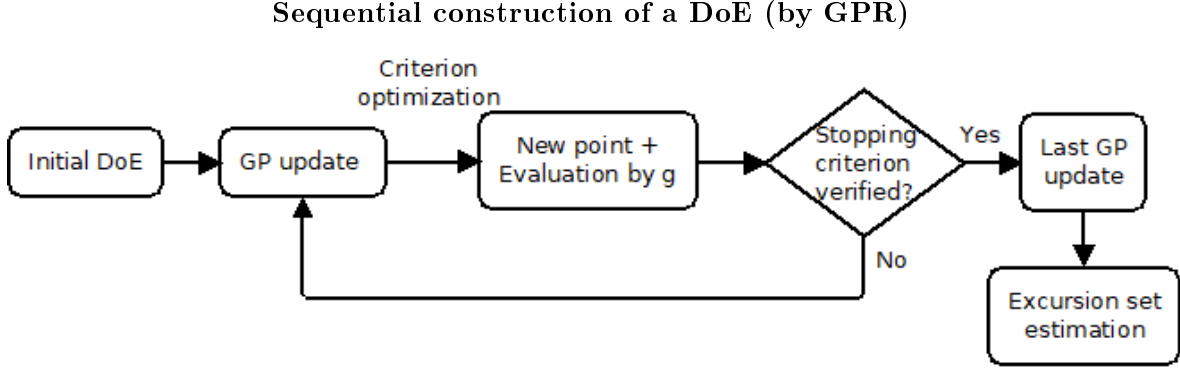 Sequential construction of a DoE (by GPR)
Criterion
optimization
Initial DoE
GP update
New point +
Evaluation by g
Stopping
criterion
verified?
Yes
Last GP
update
No
Excursion set
estimation